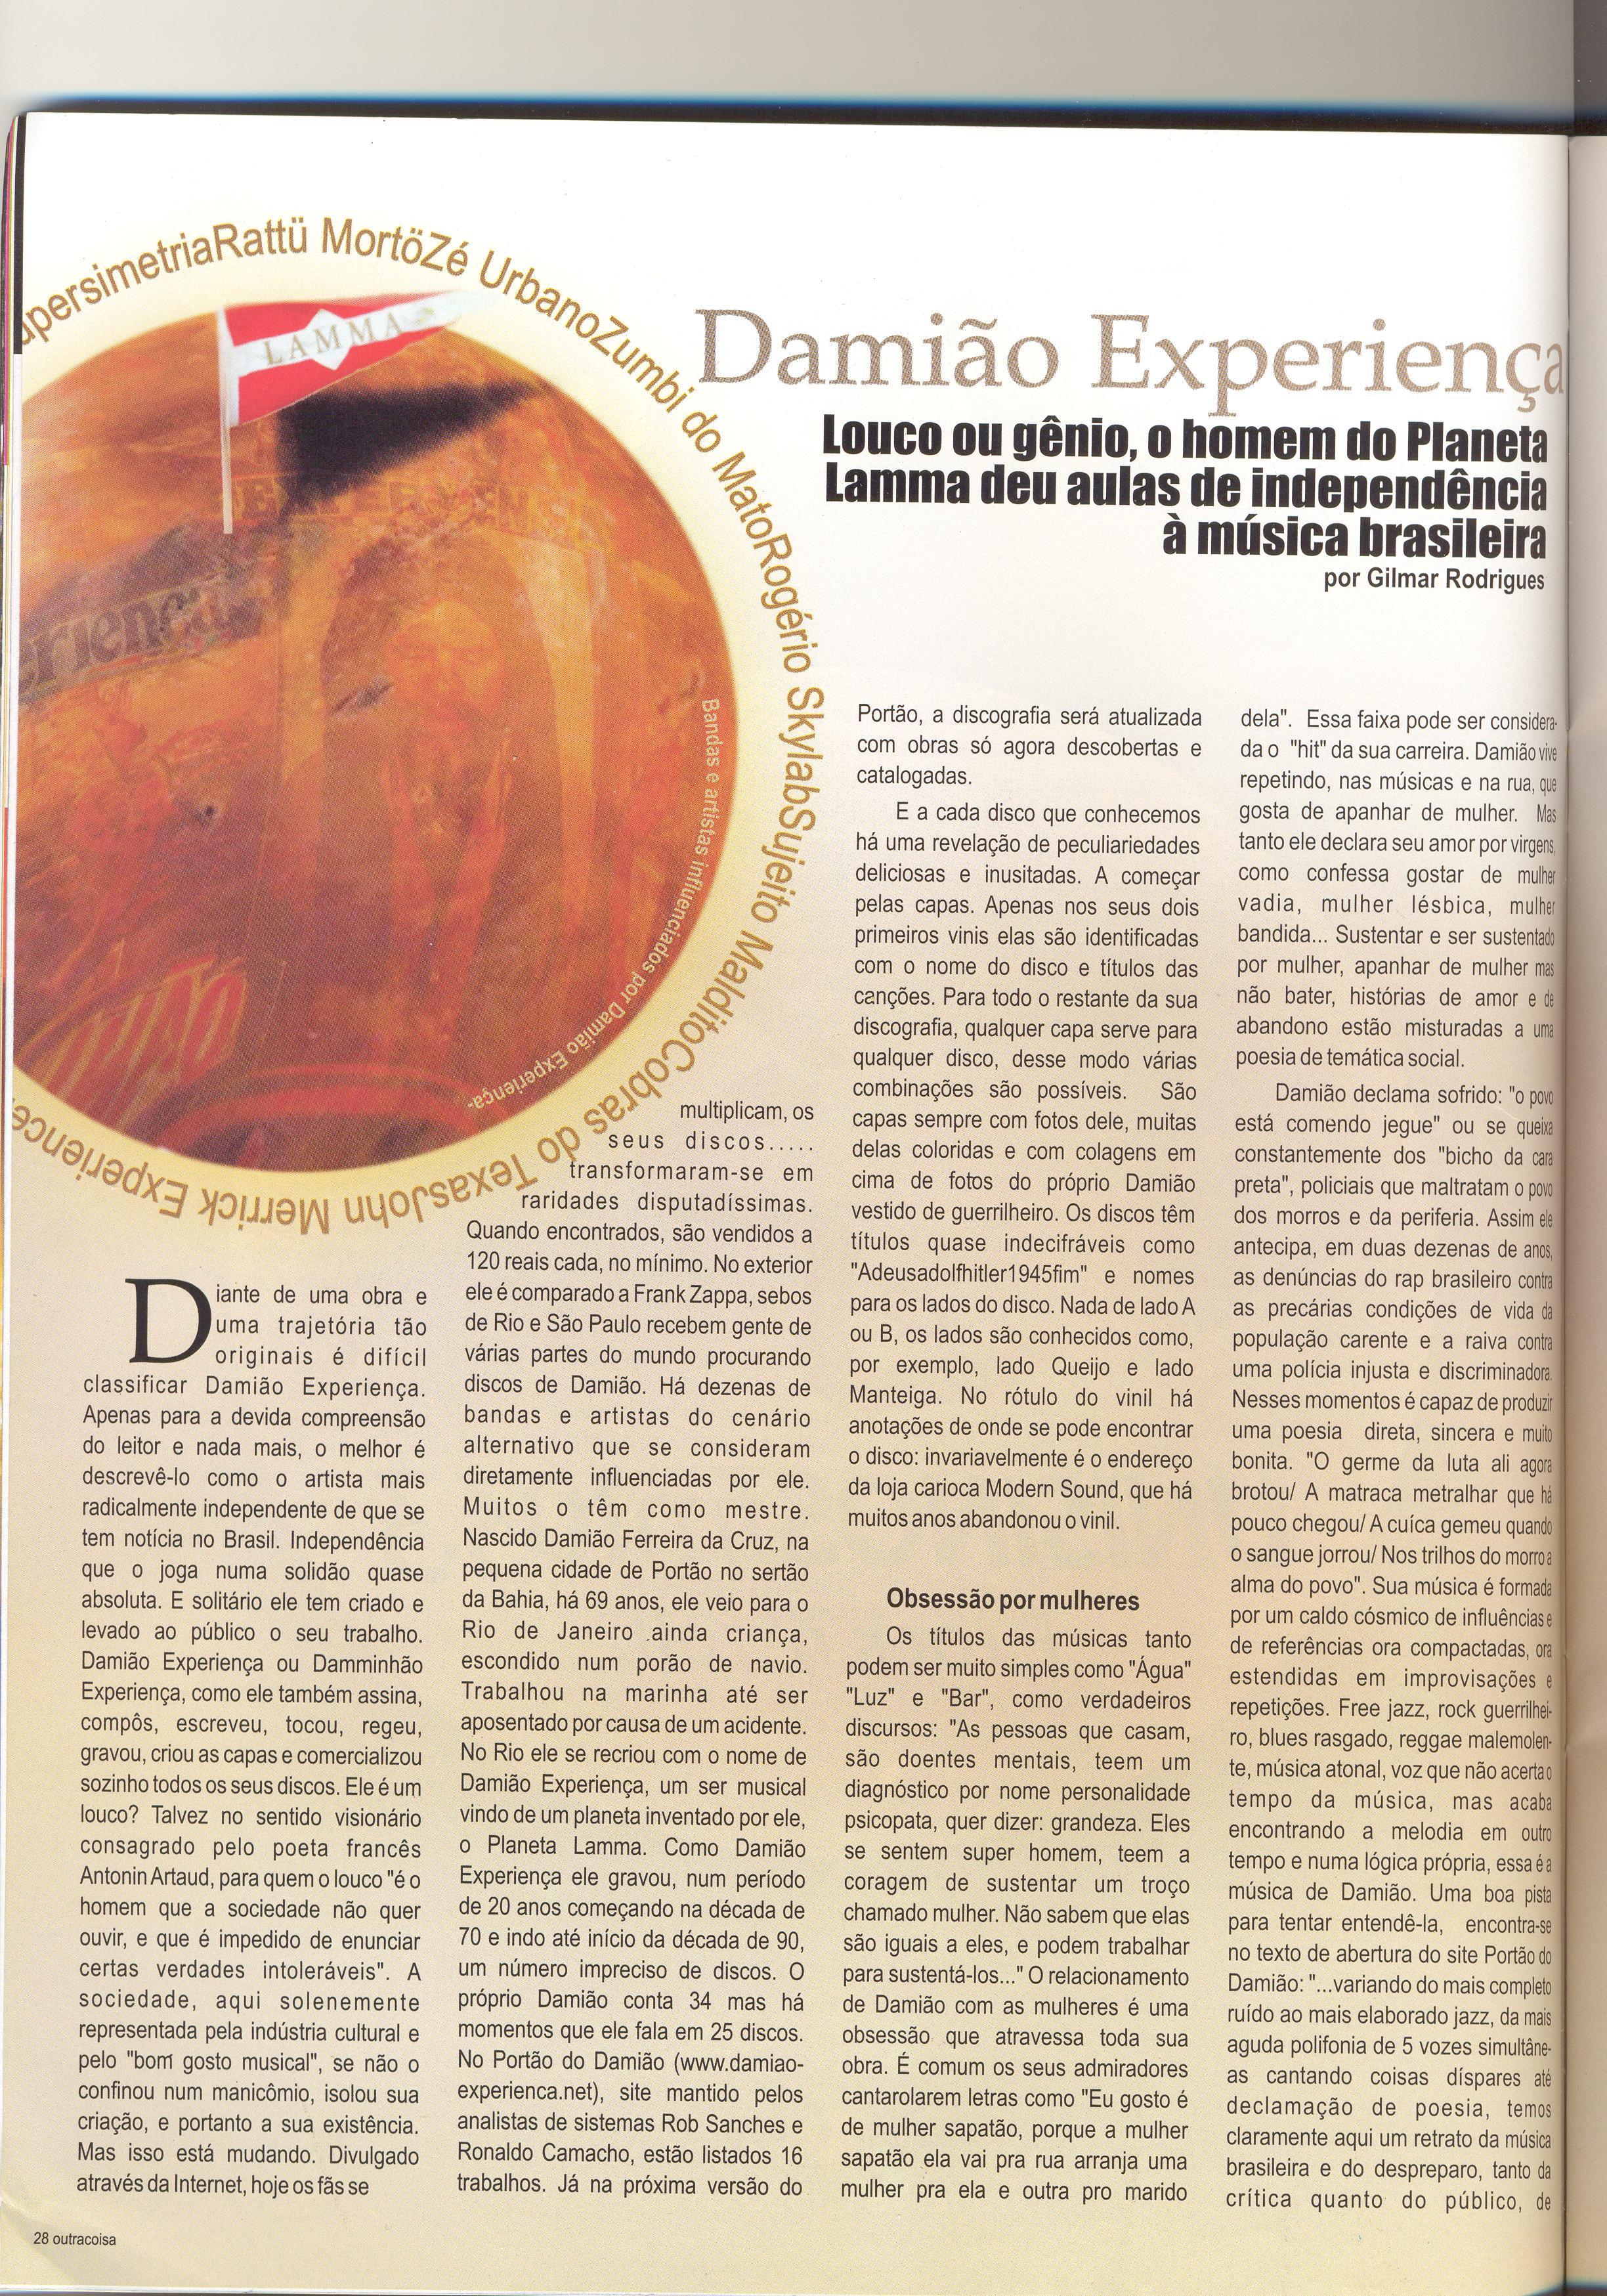 upersimetriaRattü MortöZé UrbanoZumbi do MatoRogério SkylabSujeito MalditoCobras do TexasJohn Merrick Experience
LAMMA
EXPERIENÇA
eriença
Bandas e artistas influenciados por Damião Experiença-
Damião Experiença
Louco ou gênio, o homem do Planeta
Lamma deu aulas de independência
à música brasileira
por Gilmar Rodrigues
Diante de uma obra e
uma trajetória tão
originais é difícil
classificar Damião Experiença.
Apenas para a devida compreensão
do leitor e nada mais, o melhor é
descrevê-lo como o artista mais
radicalmente independente de que se
tem notícia no Brasil. Independência
que o joga numa solidão quase
absoluta. E solitário ele tem criado e
levado ao público o seu trabalho.
Damião Experiença ou Damminhão
Experiença, como ele também assina,
compôs, escreveu, tocou, regeu,
gravou, criou as capas e comercializou
sozinho todos os seus discos. Ele é um
louco? Talvez no sentido visionário
consagrado pelo poeta francês
Antonin Artaud, para quem o louco "é o
homem que a sociedade não quer
ouvir, e que é impedido de enunciar
certas verdades intoleráveis". A
sociedade, aqui solenemente
representada pela indústria cultural e
pelo "bom gosto musical", se não o
confinou num manicômio, isolou sua
criação, e portanto a sua existência.
Mas isso está mudando. Divulgado
através da Internet, hoje os fãs se
multiplicam, os
seus discos.....
transformaram-se em
raridades disputadíssimas.
Quando encontrados, são vendidos a
120 reais cada, no mínimo. No exterior
ele é comparado a Frank Zappa, sebos
de Rio e São Paulo recebem gente de
várias partes do mundo procurando
discos de Damião. Há dezenas de
bandas e artistas do cenário
alternativo que se consideram
diretamente influenciadas por ele.
Muitos o têm como mestre.
Nascido Damião Ferreira da Cruz, na
pequena cidade de Portão no sertão
da Bahia, há 69 anos, ele veio para o
Rio de Janeiro ainda criança,
escondido num porão de navio.
Trabalhou na marinha até ser
aposentado por causa de um acidente.
No Rio ele se recriou com o nome de
Damião Experiença, um ser musical
vindo de um planeta inventado por ele,
o Planeta Lamma. Como Damião
Experiença ele gravou, num período
de 20 anos começando na década de
70 e indo até início da década de 90,
um número impreciso de discos. O
próprio Damião conta 34 mas há
momentos que ele fala em 25 discos.
No Portão do Damião (www.damiao-
experienca.net), site mantido pelos
analistas de sistemas Rob Sanches e
Ronaldo Camacho, estão listados 16
trabalhos. Já na próxima versão do
Portão, a discografia será atualizada
com obras só agora descobertas e
catalogadas.
E a cada disco que conhecemos
há uma revelação de peculiariedades
deliciosas e inusitadas. A começar
pelas capas. Apenas nos seus dois
primeiros vinis elas são identificadas
com o nome do disco e títulos das
canções. Para todo o restante da sua
discografia, qualquer capa serve para
qualquer disco, desse modo várias
combinações são possíveis. São
capas sempre com fotos dele, muitas
delas coloridas e com colagens em
cima de fotos do próprio Damião
vestido de guerrilheiro. Os discos têm
títulos quase indecifráveis como
"Adeusadolfhitler1945fim" e nomes
para os lados do disco. Nada de lado A
ou B, os lados são conhecidos como,
por exemplo, lado Queijo e lado
Manteiga. No rótulo do vinil há
anotações de onde se pode encontrar
o disco: invariavelmente é o endereço
da loja carioca Modern Sound, que há
muitos anos abandonou o vinil.
Obsessão por mulheres
Os títulos das músicas tanto
podem ser muito simples como "Água"
"Luz" e "Bar", como verdadeiros
discursos: "As pessoas que casam,
são doentes mentais, teem um
diagnóstico por nome personalidade
psicopata, quer dizer: grandeza. Eles
se sentem super homem, teem a
coragem de sustentar um troço
chamado mulher. Não sabem que elas
são iguais a eles, e podem trabalhar
para sustentá-los..." O relacionamento
de Damião com as mulheres é uma
obsessão que atravessa toda sua
obra. É comum os seus admiradores
cantarolarem letras como "Eu gosto é
de mulher sapatão, porque a mulher
sapatão ela vai pra rua arranja uma
mulher pra ela e outra pro marido
dela". Essa faixa pode ser considera-
da o "hit" da sua carreira. Damião vive
repetindo, nas músicas e na rua, que
gosta de apanhar de mulher. Mas
tanto ele declara seu amor por virgens,
como confessa gostar de mulher
vadia, mulher lésbica, mulher
bandida... Sustentar e ser sustentado
por mulher, apanhar de mulher mas
não bater, histórias de amor e de
abandono estão misturadas a uma
poesia de temática social.
Damião declama sofrido: "o povo
está comendo jegue" ou se queixa
constantemente dos "bicho da cara
preta", policiais que maltratam o povo
dos morros e da periferia. Assim ele
antecipa, em duas dezenas de anos,
as denúncias do rap brasileiro contra
as precárias condições de vida da
população carente e a raiva contra
uma polícia injusta e discriminadora.
Nesses momentos é capaz de produzir
uma poesia direta, sincera e muito
bonita. "O germe da luta ali agora
brotou/ A matraca metralhar que há
pouco chegou/ A cuíca gemeu quando
o sangue jorrou/ Nos trilhos do morro a
alma do povo". Sua música é formada
por um caldo cósmico de influências e
de referências ora compactadas, ora
estendidas em improvisações e
repetições. Free jazz, rock guerrilhei-
ro, blues rasgado, reggae malemolen-
te, música atonal, voz que não acerta o
tempo da música, mas acaba
encontrando a melodia em outro
tempo e numa lógica própria, essa é a
música de Damião. Uma boa pista
para tentar entendê-la, encontra-se
no texto de abertura do site Portão do
Damião: "...variando do mais completo
ruído ao mais elaborado jazz, da mais
aguda polifonia de 5 vozes simultâne-
as cantando coisas díspares até
declamação de poesia, temos
claramente aqui um retrato da música
brasileira e do despreparo, tanto da
crítica quanto do público, de
28 outracoisa